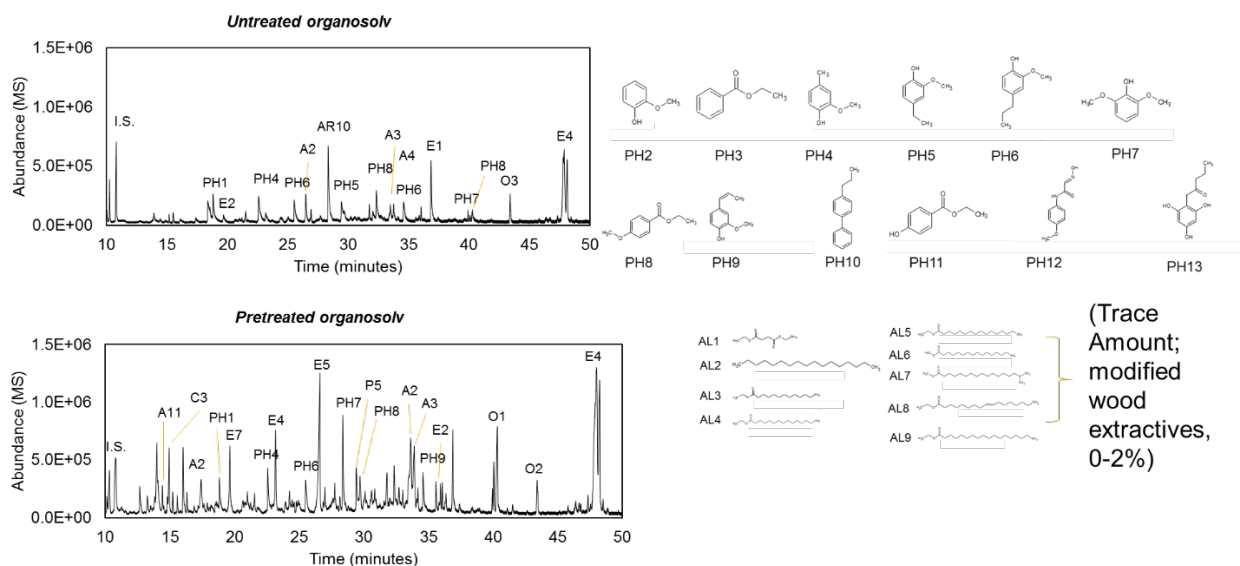 Untreated organosolv
1.5E+06
1.0E+06
5.0E+05
0.0E+00
Abundance (MS)
I.S.
PH1
E2
PH4
PH6
A2
AR10
PH5
PH8
A3
A4
PH6
E1
PH7
PH8
O3
E4
10 15 20 25 30 35 40 45 50
Time (minutes)
Pretreated organosolv
1.5E+06
1.0E+06
5.0E+05
0.0E+00
Abundance (MS)
I.S.
A11
C3
A2
PH1
E7
PH4
E4
PH6
E5
PH7
P5
PH8
A2
A3
PH9
E2
O1
O2
E4
10 15 20 25 30 35 40 45 50
Time (minutes)
PH2 PH3 PH4 PH5 PH6 PH7
PH8 PH9 PH10 PH11 PH12 PH13
AL1
AL2
AL3
AL4
AL5
AL6
AL7
AL8
AL9
(Trace
Amount;
modified
wood
extractives,
0-2%)